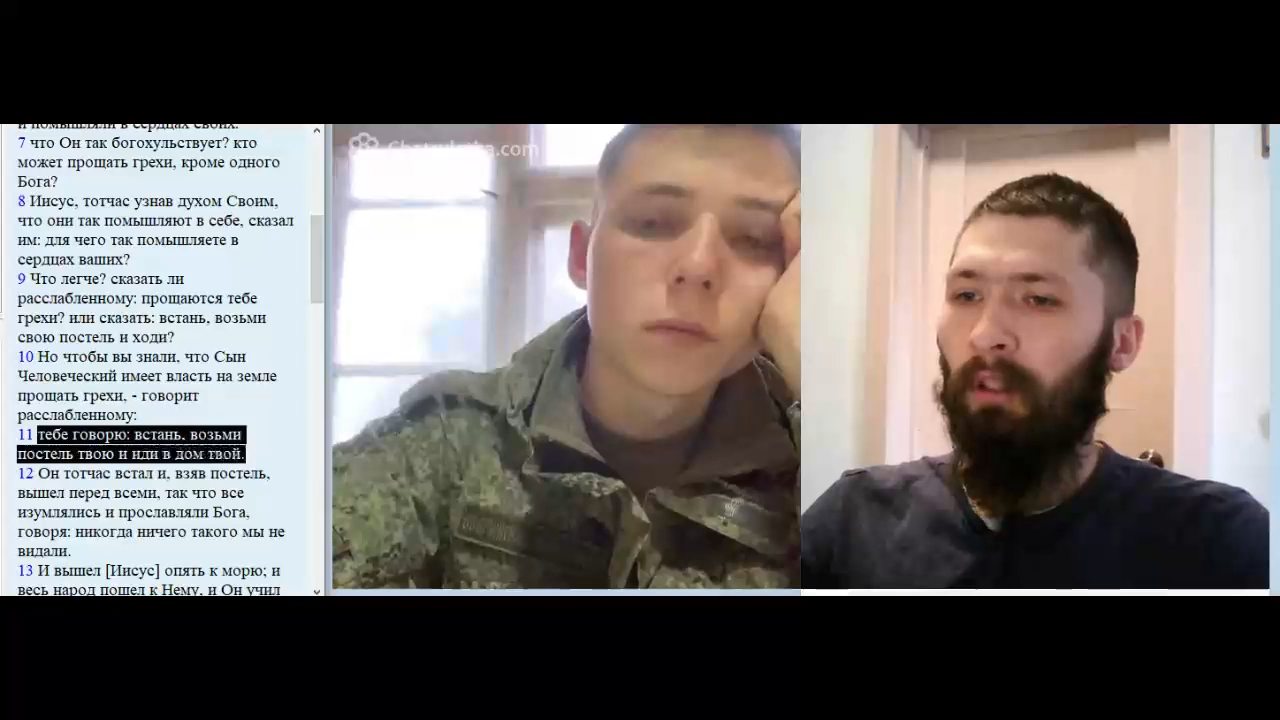 и помышляли в сердцах своих:
7 что Он так богохульствует? кто
может прощать грехи, кроме одного
Бога?
8 Иисус, тотчас узнав духом Своим,
что они так помышляют в себе, сказал
им: для чего так помышляете в
сердцах ваших?
9 Что легче? сказать ли
расслабленному: прощаются тебе
грехи? или сказать: встань, возьми
свою постель и ходи?
10 Но чтобы вы знали, что Сын
Человеческий имеет власть на земле
прощать грехи, - говорит
расслабленному:
11 тебе говорю: встань, возьми
постель твою и иди в дом твой.
12 Он тотчас встал и, взяв постель,
вышел перед всеми, так что все
изумлялись и прославляли Бога,
говоря: никогда ничего такого мы не
видали.
13 И вышел [Иисус] опять к морю; и
весь народ пошел к Нему, и Он учил